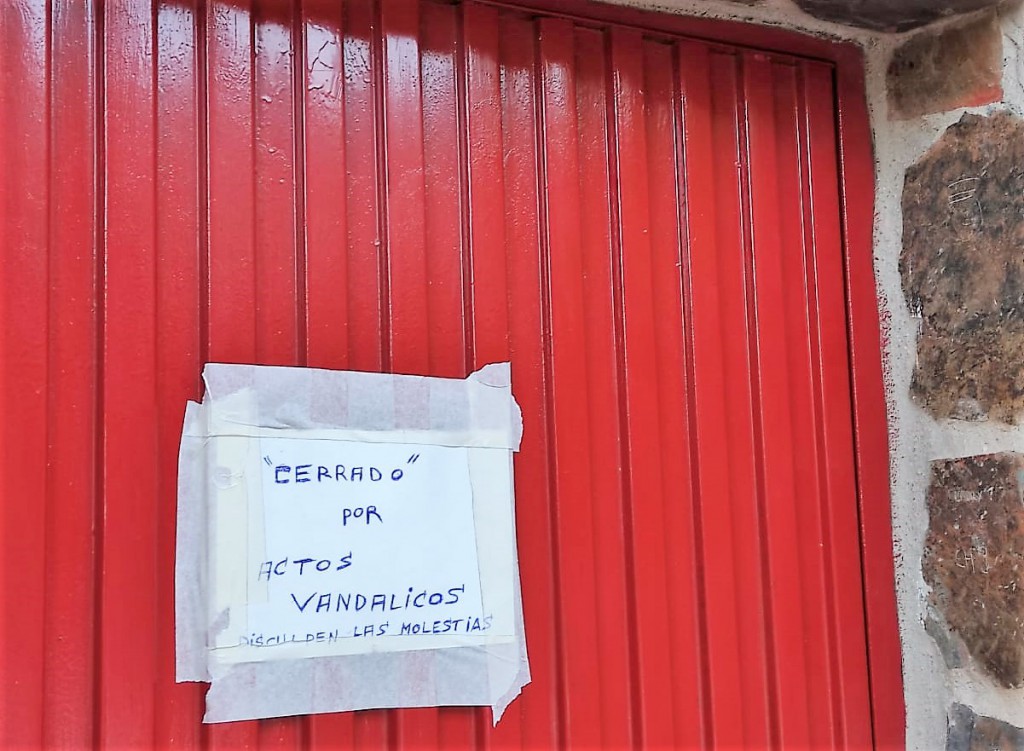 "CERRADO"
POR
ACTOS
VANDALICOS
DISCULPEN LAS MOLESTIAS